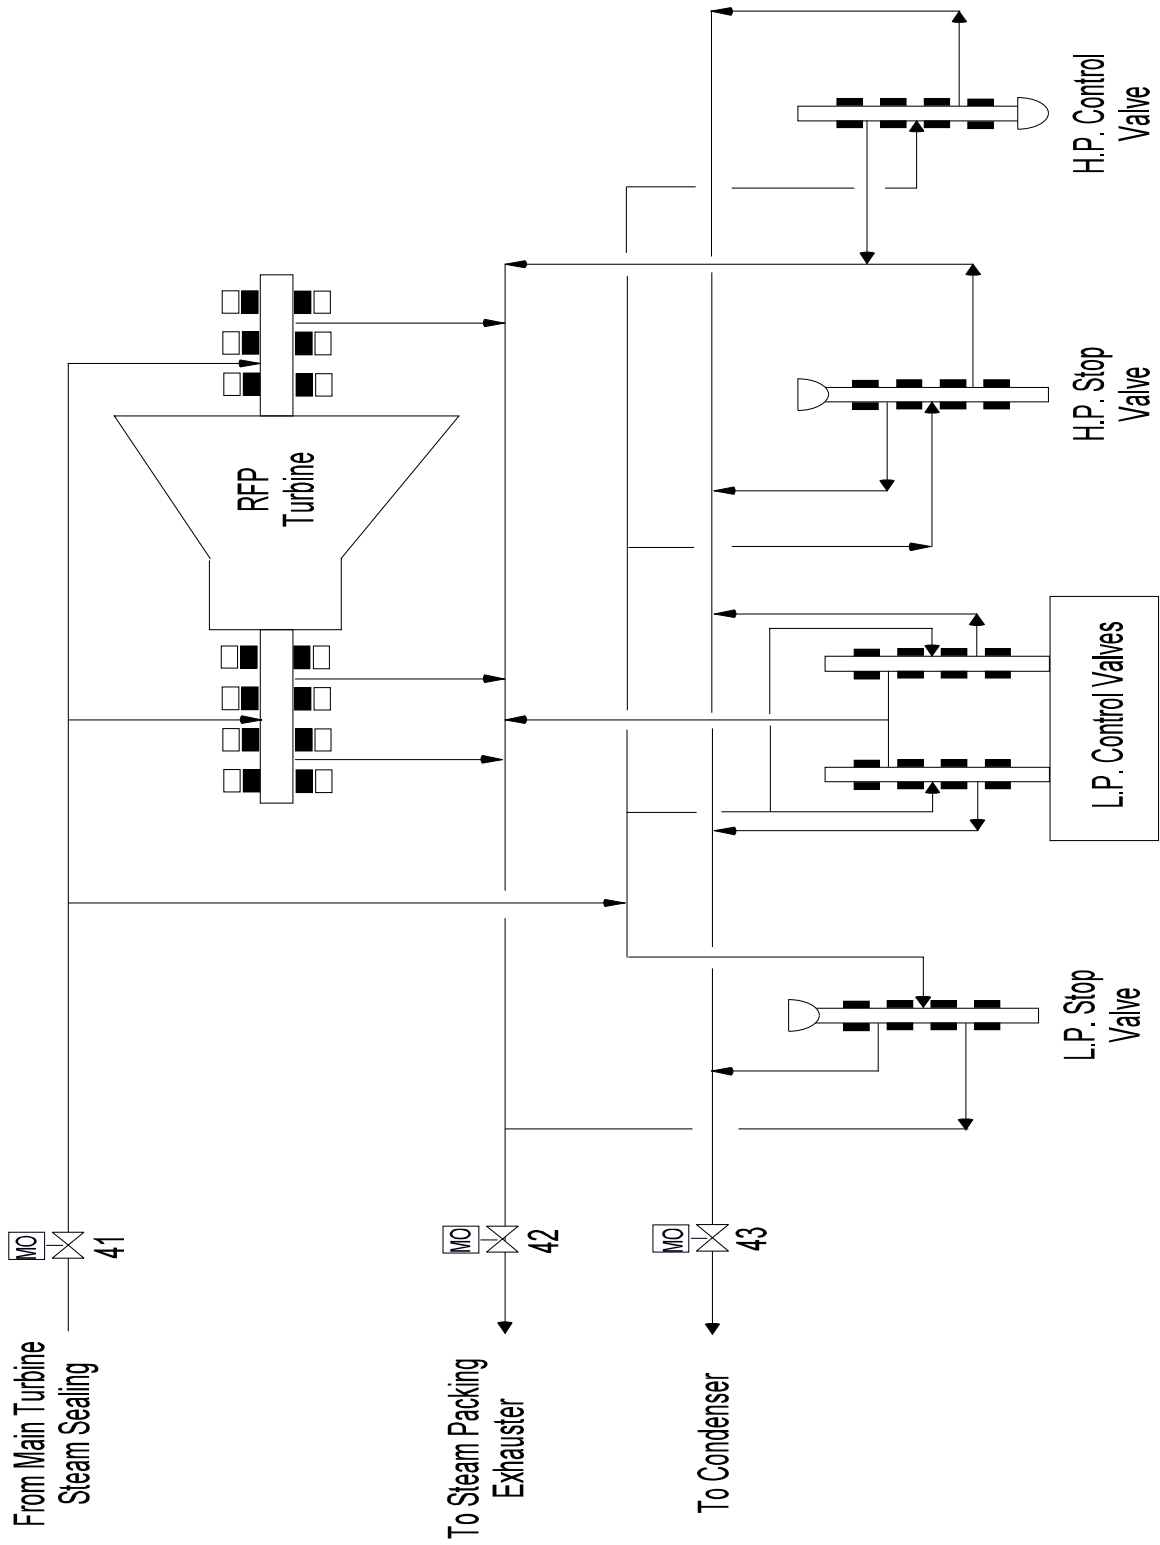 From Main Turbine
Steam Sealing
MO
41
To Steam Packing
Exhauster
MO
42
To Condenser
MO
43
RFP
Turbine
L.P. Stop
Valve
L.P. Control Valves
H.P. Stop
Valve
H.P. Control
Valve